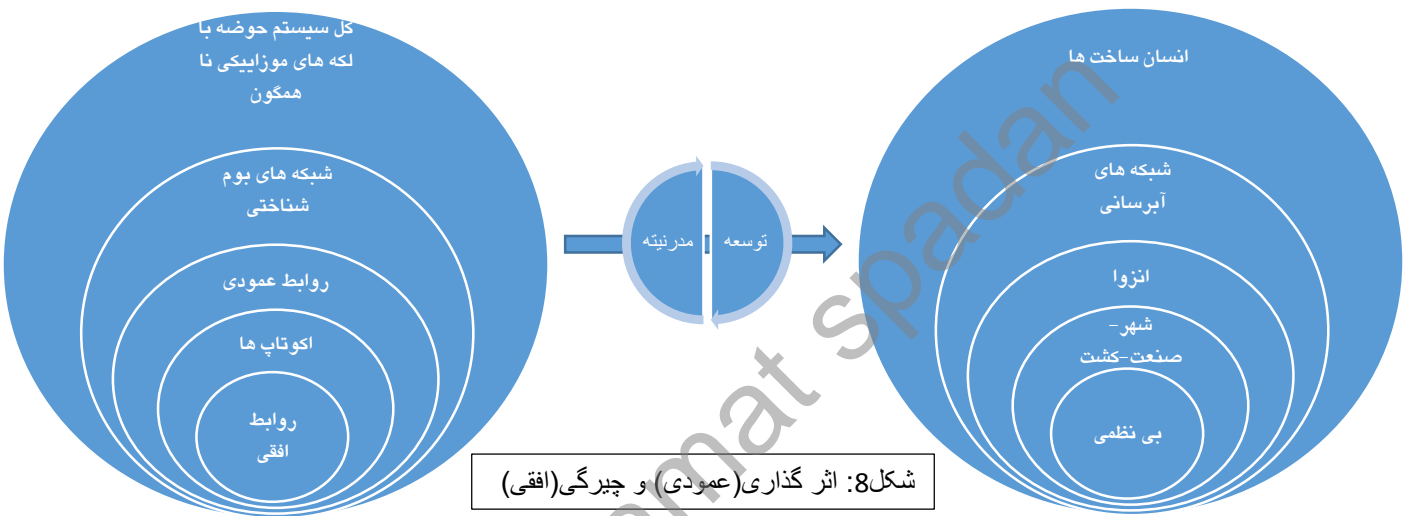 کل سیستم حوضه با
لکه های موزاییکی نا
همگون
شبکه های بوم
شناختی
روابط عمودی
اکوتاپ ها
روابط
افقی
مدرنیته
توسعه
انسان ساخت ها
شبکه های
آبرسانی
انزوا
شهر-
صنعت-کشت
بی نظمی
شکل8: اثر گذاری(عمودی) و چیرگی(افقی)
emat spadan